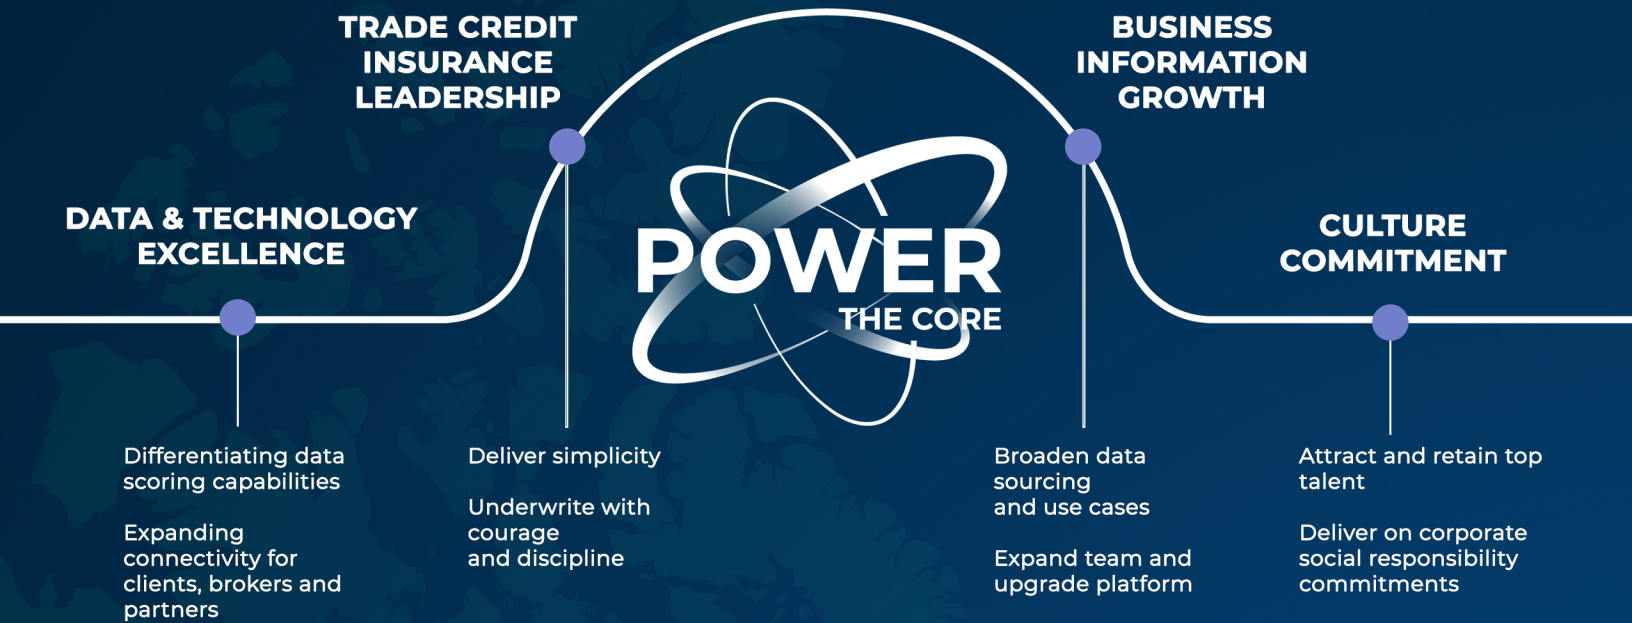 TRADE CREDIT
INSURANCE
LEADERSHIP
BUSINESS
INFORMATION
GROWTH
DATA & TECHNOLOGY
EXCELLENCE
CULTURE
COMMITMENT
POWER
THE CORE
Differentiating data
scoring capabilities
Expanding
connectivity for
clients, brokers and
partners
Deliver simplicity
Underwrite with
courage
and discipline
Broaden data
sourcing
and use cases
Expand team and
upgrade platform
Attract and retain top
talent
Deliver on corporate
social responsibility
commitments